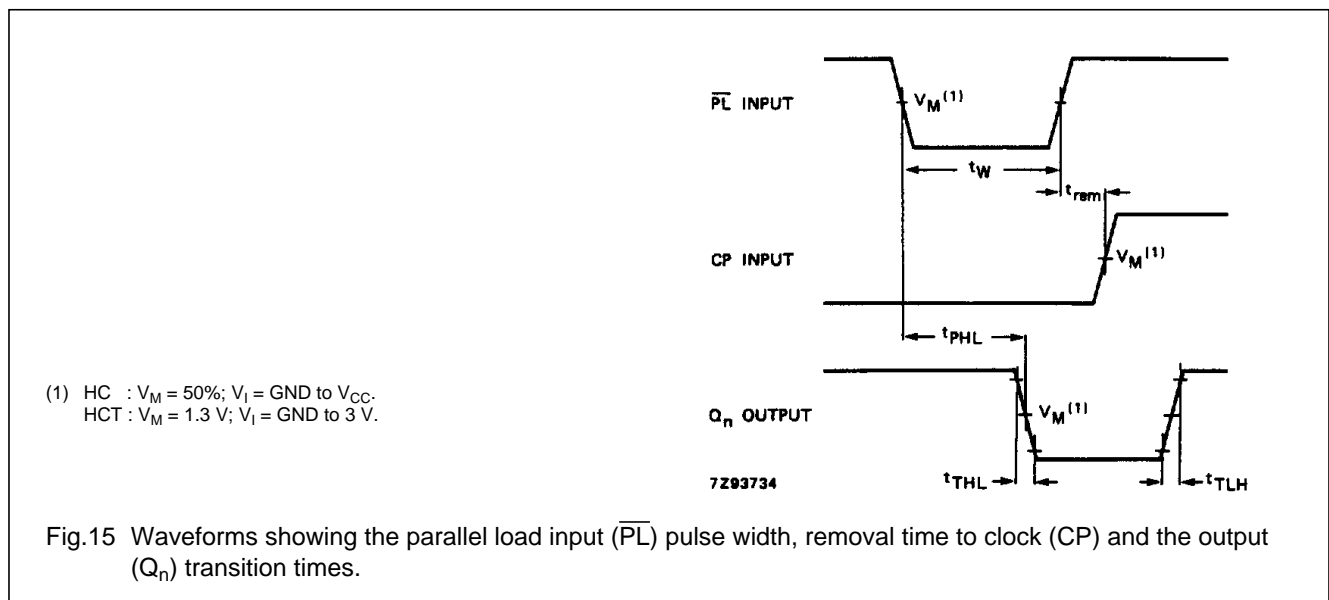 PL INPUT
V_M (1)
t_W
t_rem
CP INPUT
V_M (1)
t_PHL
(1) HC : V_M = 50%; V_I = GND to V_CC.
HCT : V_M = 1.3 V; V_I = GND to 3 V.
Q_n OUTPUT
V_M (1)
t_THL
t_TLH
7Z93734
Fig.15 Waveforms showing the parallel load input (PL) pulse width, removal time to clock (CP) and the output
(Q_n) transition times.